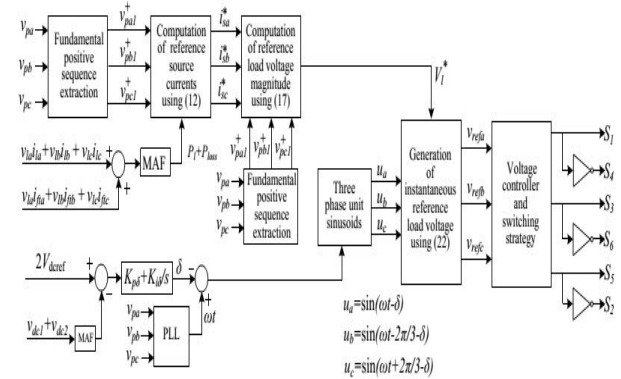 v_pa
v_pb
v_pc
Fundamental
positive
sequence
extraction
v_pa1^+
v_pb1^+
v_pc1^+
Computation
of reference
source
currents
using (12)
i_sa^*
i_sb^*
i_sc^*
Computation
of reference
load voltage
magnitude
using (17)
V_l^*
v_la i_la+v_lb i_lb+v_lc i_lc
+
+
v_la i_fta+v_lb i_ftb+v_lc i_ftc
MAF
P_l+P_loss
v_pa1^+ v_pb1^+ v_pc1^+
v_pa
v_pb
v_pc
Fundamental
positive
sequence
extraction
Three
phase unit
sinusoids
u_a
u_b
u_c
Generation
of
instantaneous
reference
load voltage
using (22)
v_refa
v_refb
v_refc
Voltage
controller
and
switching
strategy
S_1
S_4
S_3
S_6
S_5
S_2
2V_dcref
+
-
K_pδ+K_iδ/s
δ
-
+
ωt
v_dc1+v_dc2
MAF
v_pa
v_pb
v_pc
PLL
u_a=sin(ωt-δ)
u_b=sin(ωt-2π/3-δ)
u_c=sin(ωt+2π/3-δ)